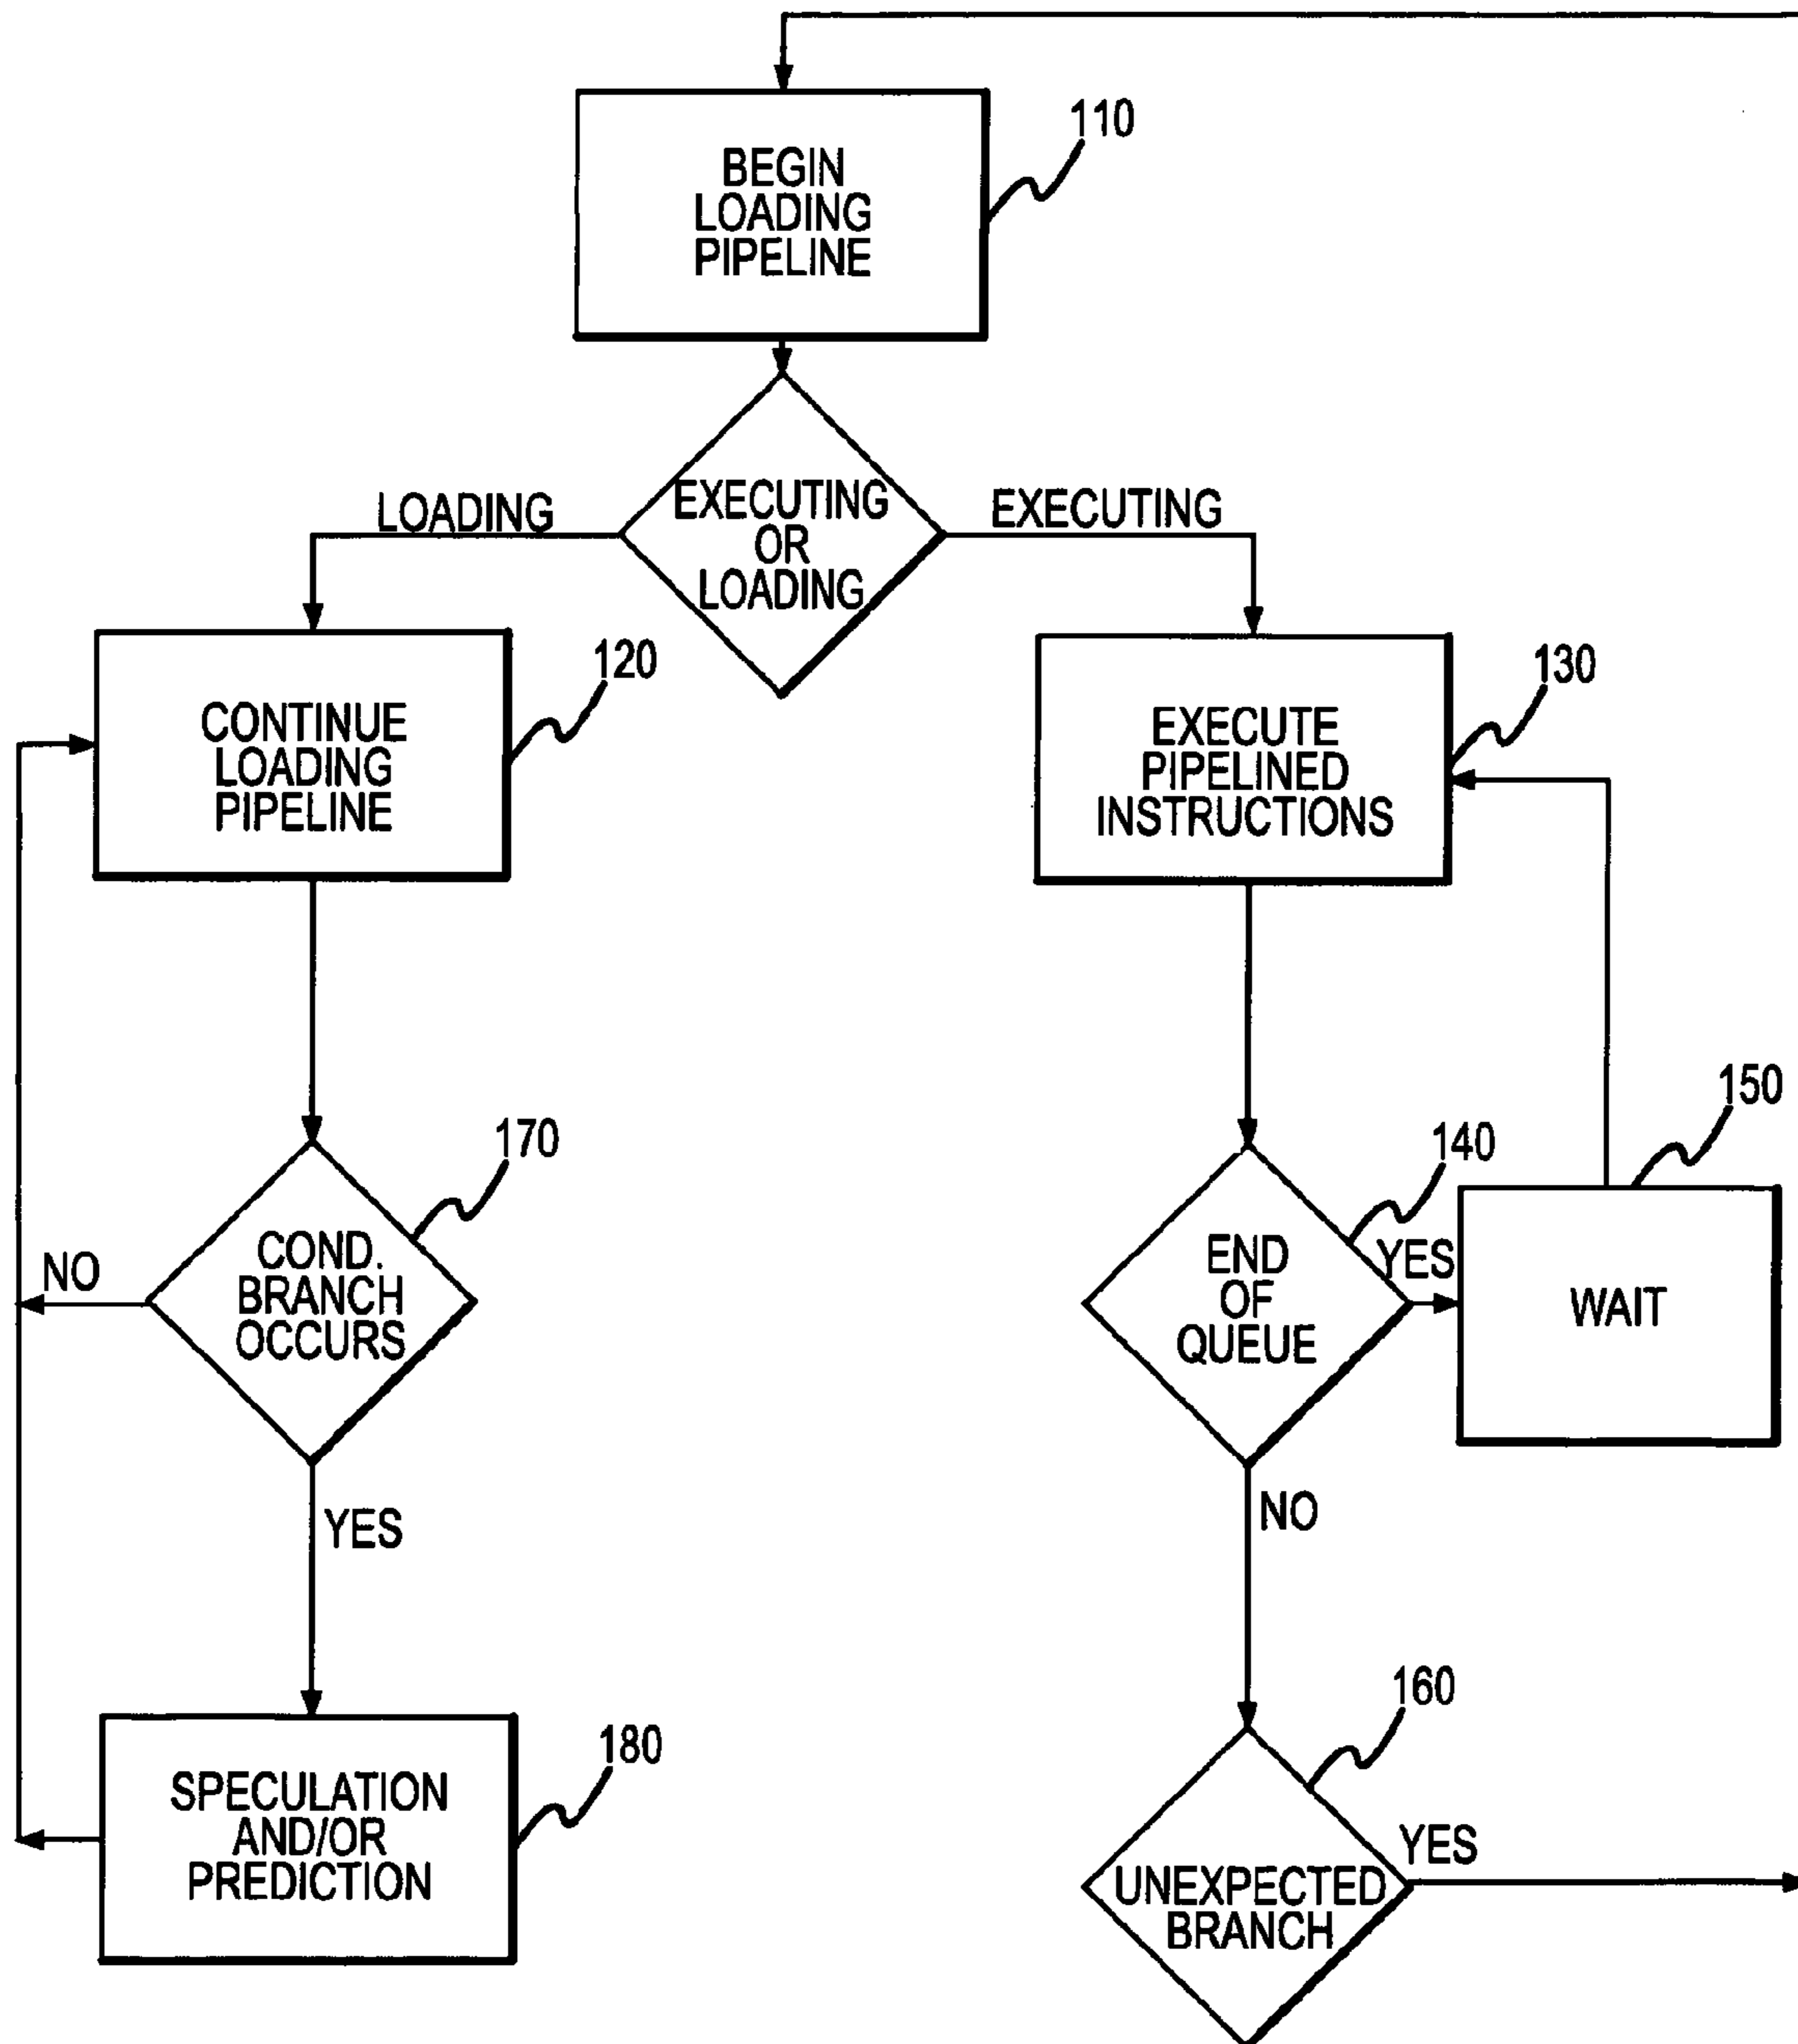 110
BEGIN
LOADING
PIPELINE
LOADING
EXECUTING
OR
LOADING
EXECUTING
120
CONTINUE
LOADING
PIPELINE
130
EXECUTE
PIPELINED
INSTRUCTIONS
170
COND.
BRANCH
OCCURS
NO
YES
140
END
OF
QUEUE
YES
NO
150
WAIT
180
SPECULATION
AND/OR
PREDICTION
160
UNEXPECTED
BRANCH
YES